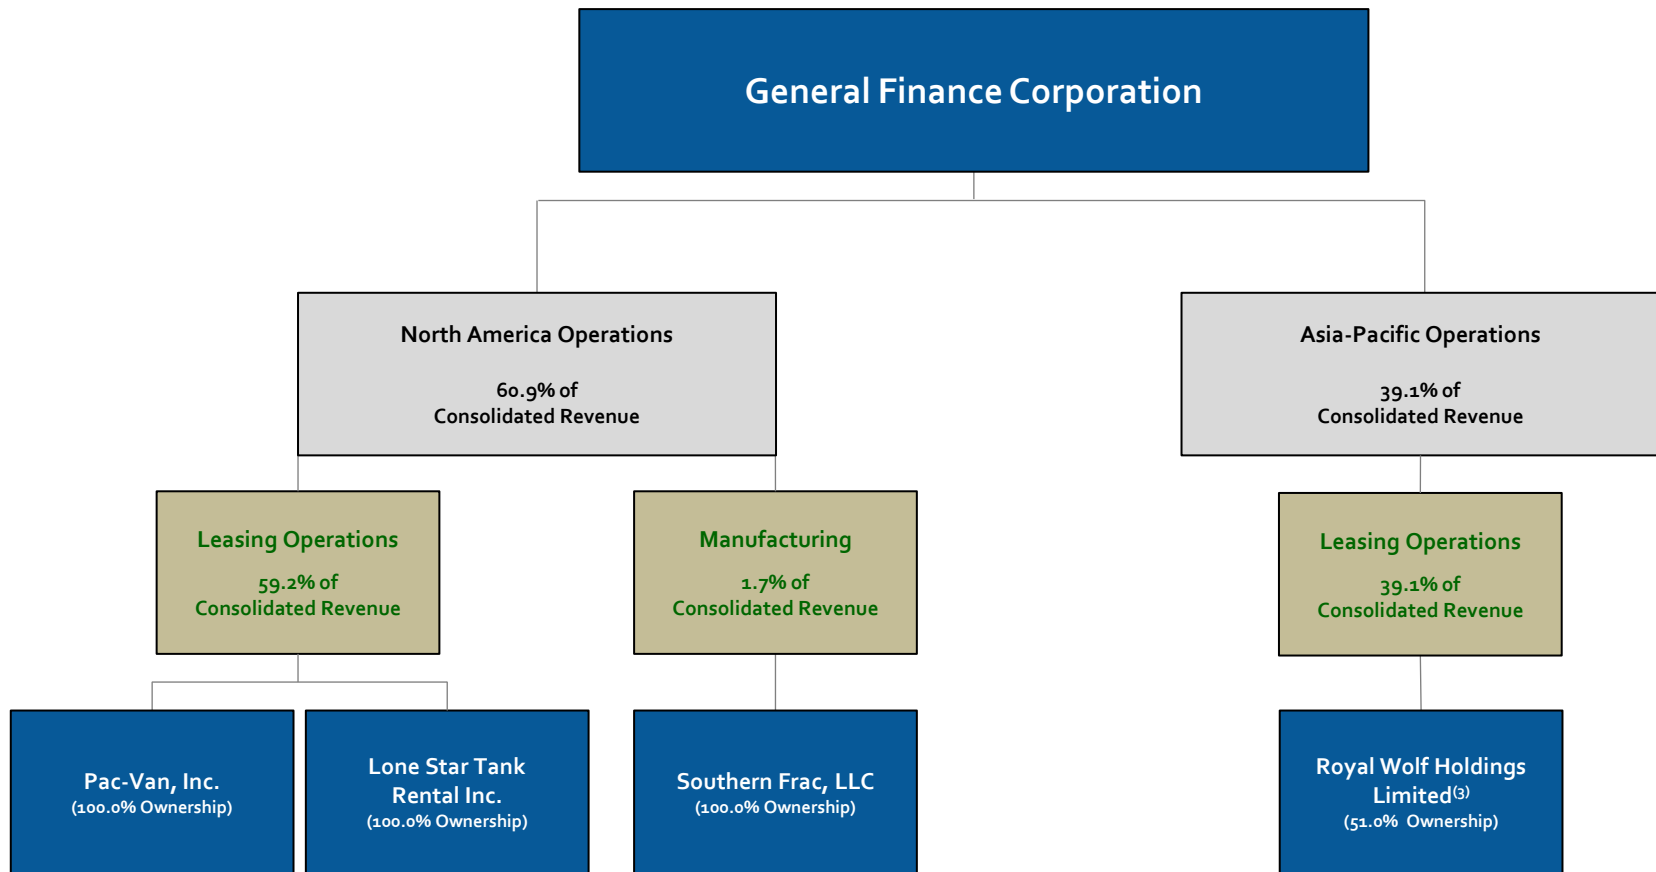 General Finance Corporation
North America Operations
60.9% of
Consolidated Revenue
Asia-Pacific Operations
39.1% of
Consolidated Revenue
Leasing Operations
59.2% of
Consolidated Revenue
Manufacturing
1.7% of
Consolidated Revenue
Leasing Operations
39.1% of
Consolidated Revenue
Pac-Van, Inc.
(100.0% Ownership)
Lone Star Tank
Rental Inc.
(100.0% Ownership)
Southern Frac, LLC
(100.0% Ownership)
Royal Wolf Holdings
Limited(3)
(51.0% Ownership)